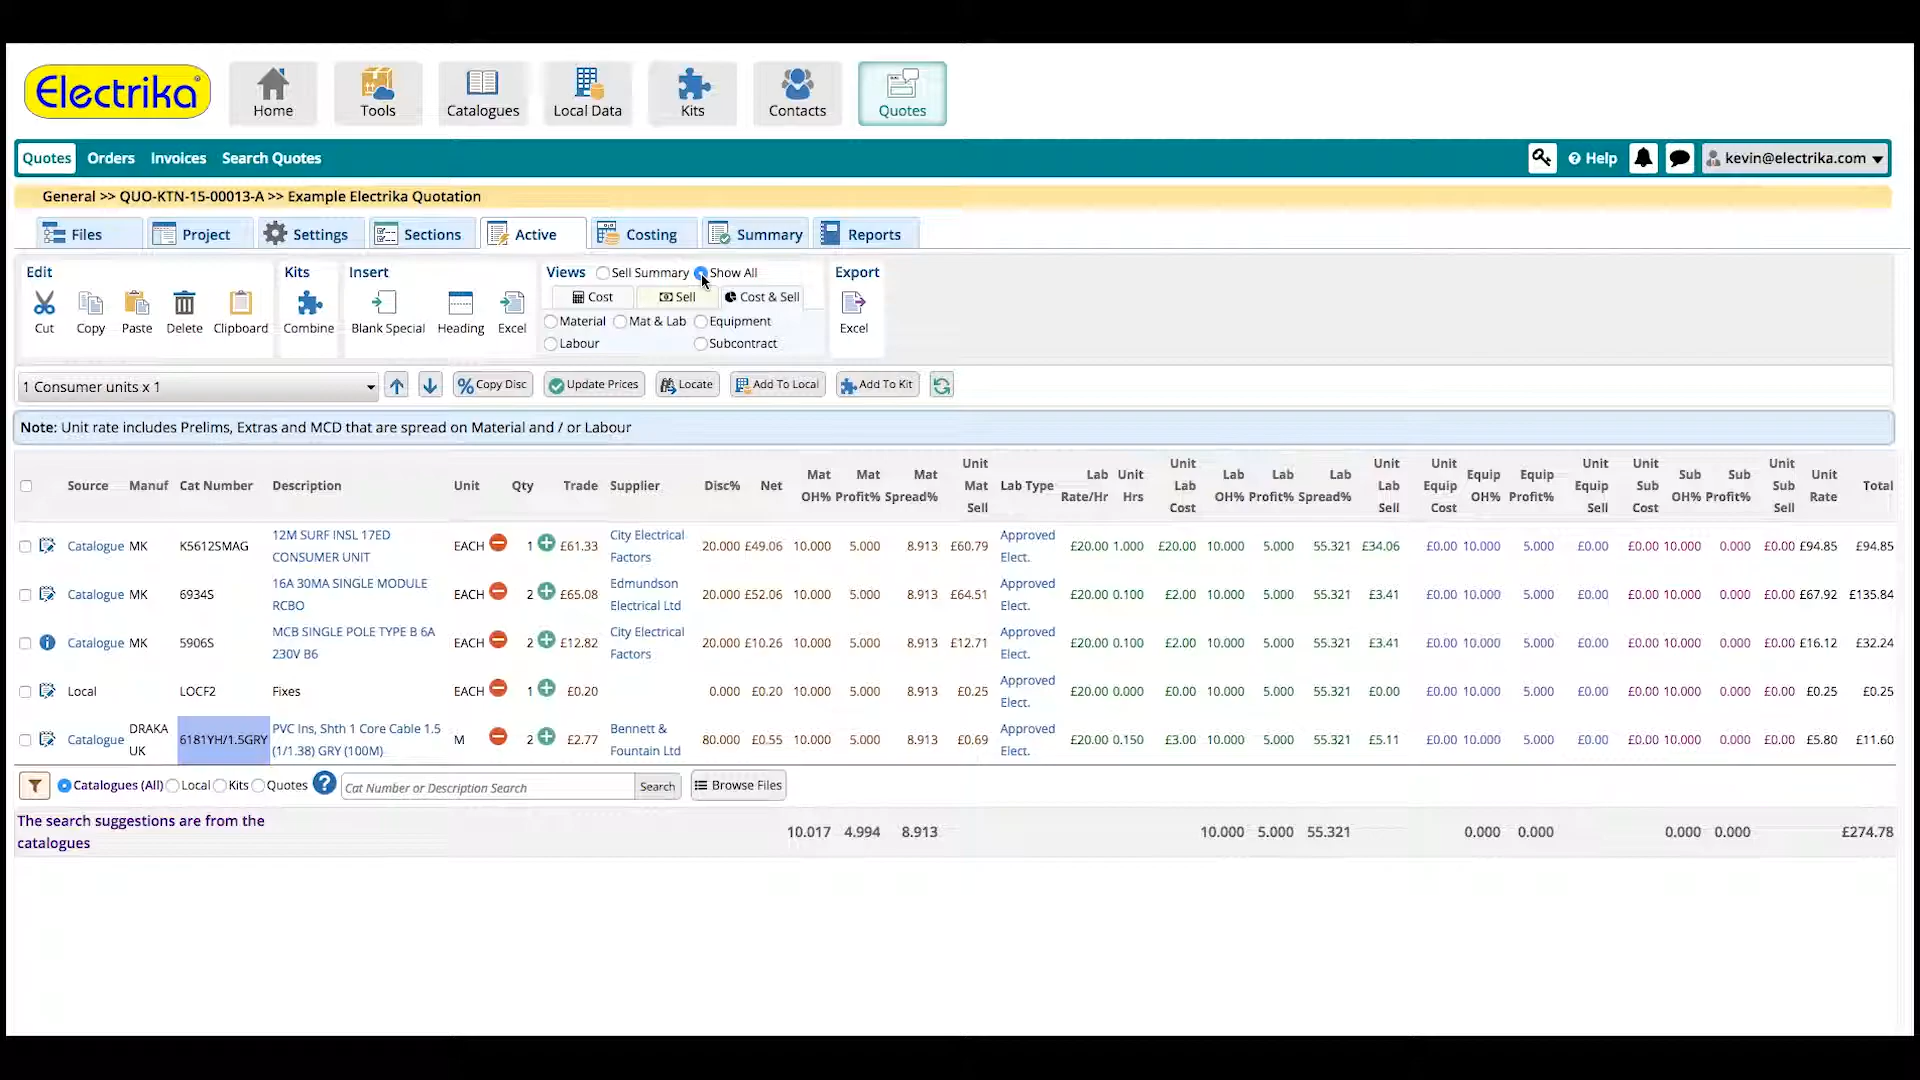 Electrika
Home
Tools
Catalogues
Local Data
Kits
Contacts
Quotes
Quotes
Orders
Invoices
Search Quotes
Help
kevin@electrika.com
General >> QUO-KTN-15-00013-A >> Example Electrika Quotation
Files
Project
Settings
Sections
Active
Costing
Summary
Reports
Edit
Kits
Insert
Views
Sell Summary
Show All
Export
Cost
Sell
Cost & Sell
Cut
Copy
Paste
Delete
Clipboard
Combine
Blank Special
Heading
Excel
Material
Mat & Lab
Equipment
Excel
Labour
Subcontract
1 Consumer units x 1
% Copy Disc
Update Prices
Locate
Add To Local
Add To Kit
Note: Unit rate includes Prelims, Extras and MCD that are spread on Material and / or Labour
Source
Manuf
Cat Number
Description
Unit
Qty
Trade
Supplier
Disc%
Net
Mat
OH%
Mat
Profit%
Mat
Spread%
Unit
Mat
Sell
Lab Type
Lab
Rate/Hr
Unit
Hrs
Unit
Lab
Cost
Lab
OH%
Lab
Profit%
Lab
Spread%
Unit
Lab
Sell
Unit
Equip
Cost
Equip
OH%
Equip
Profit%
Unit
Equip
Sell
Unit
Sub
Cost
Sub
OH%
Sub
Profit%
Unit
Sub
Sell
Unit
Rate
Total
Catalogue MK K5612SMAG
12M SURF INSL 17ED
CONSUMER UNIT
EACH 1 £61.33
City Electrical
Factors
20.000 £49.06 10.000 5.000 8.913 £60.79
Approved
Elect.
£20.00 1.000 £20.00 10.000 5.000 55.321 £34.06 £0.00 10.000 5.000 £0.00 £0.00 10.000 0.000 £0.00 £94.85 £94.85
Catalogue MK 6934S
16A 30MA SINGLE MODULE
RCBO
EACH 2 £65.08
Edmundson
Electrical Ltd
20.000 £52.06 10.000 5.000 8.913 £64.51
Approved
Elect.
£20.00 0.100 £2.00 10.000 5.000 55.321 £3.41 £0.00 10.000 5.000 £0.00 £0.00 10.000 0.000 £0.00 £67.92 £135.84
Catalogue MK 5906S
MCB SINGLE POLE TYPE B 6A
230V B6
EACH 2 £12.82
City Electrical
Factors
20.000 £10.26 10.000 5.000 8.913 £12.71
Approved
Elect.
£20.00 0.100 £2.00 10.000 5.000 55.321 £3.41 £0.00 10.000 5.000 £0.00 £0.00 10.000 0.000 £0.00 £16.12 £32.24
Local LOCF2 Fixes EACH 1 £0.20 0.000 £0.20 10.000 5.000 8.913 £0.25
Approved
Elect.
£20.00 0.000 £0.00 10.000 5.000 55.321 £0.00 £0.00 10.000 5.000 £0.00 £0.00 10.000 0.000 £0.00 £0.25 £0.25
Catalogue
DRAKA
UK
6181YH/1.5GRY
PVC Ins, Shth 1 Core Cable 1.5
(1/1.38) GRY (100M)
M 2 £2.77
Bennett &
Fountain Ltd
80.000 £0.55 10.000 5.000 8.913 £0.69
Approved
Elect.
£20.00 0.150 £3.00 10.000 5.000 55.321 £5.11 £0.00 10.000 5.000 £0.00 £0.00 10.000 0.000 £0.00 £5.80 £11.60
Catalogues (All) Local Kits Quotes ? Cat Number or Description Search Search Browse Files
The search suggestions are from the
catalogues
10.017 4.994 8.913 10.000 5.000 55.321 0.000 0.000 0.000 0.000 £274.78